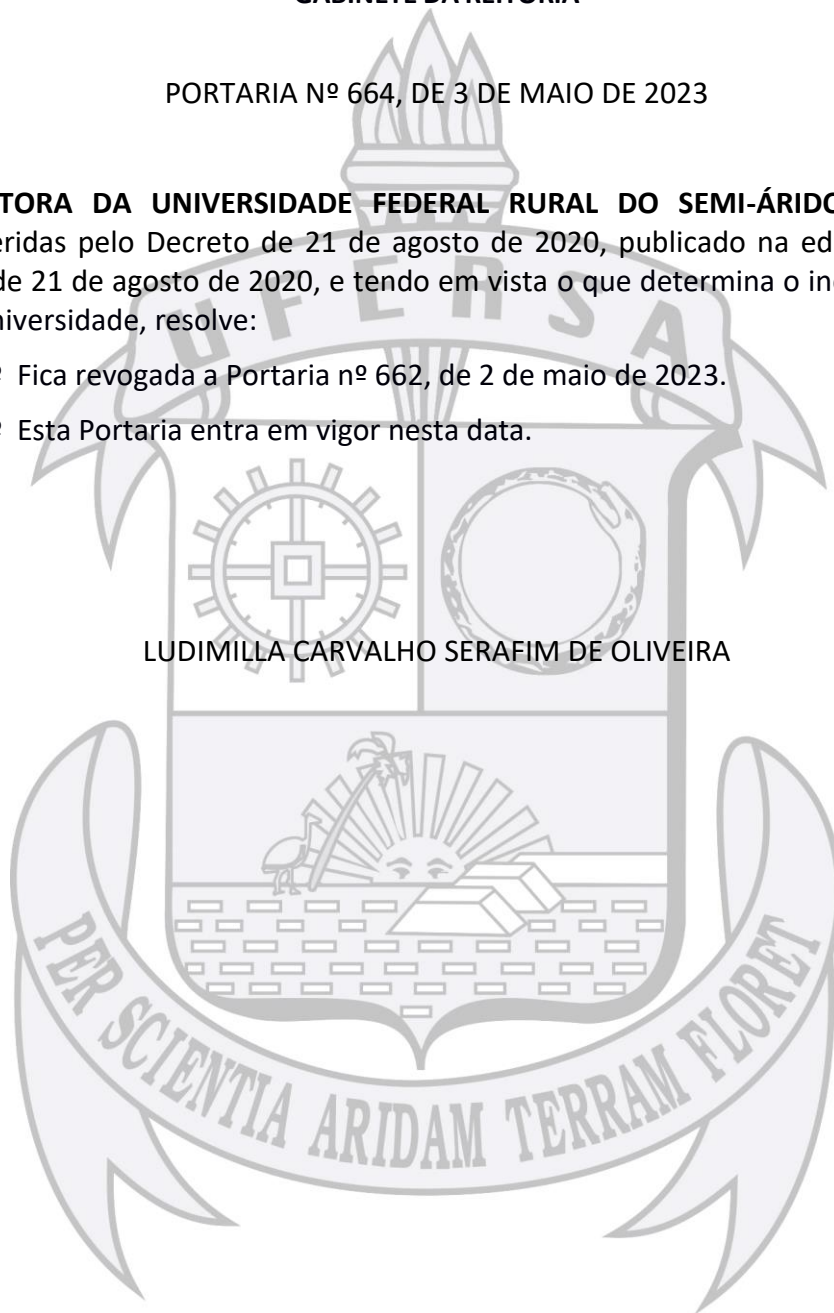 GABINETE DA REITORIA
PORTARIA Nº 664, DE 3 DE MAIO DE 2023
TORA DA UNIVERSIDADE FEDERAL RURAL DO SEMI-ÁRIDO
eridas pelo Decreto de 21 de agosto de 2020, publicado na ed
de 21 de agosto de 2020, e tendo em vista o que determina o in
niversidade, resolve:
º Fica revogada a Portaria nº 662, de 2 de maio de 2023.
º Esta Portaria entra em vigor nesta data.
LUDIMILLA CARVALHO SERAFIM DE OLIVEIRA
UFERSA
PER SCIENTIA ARIDAM TERRAM FLORET